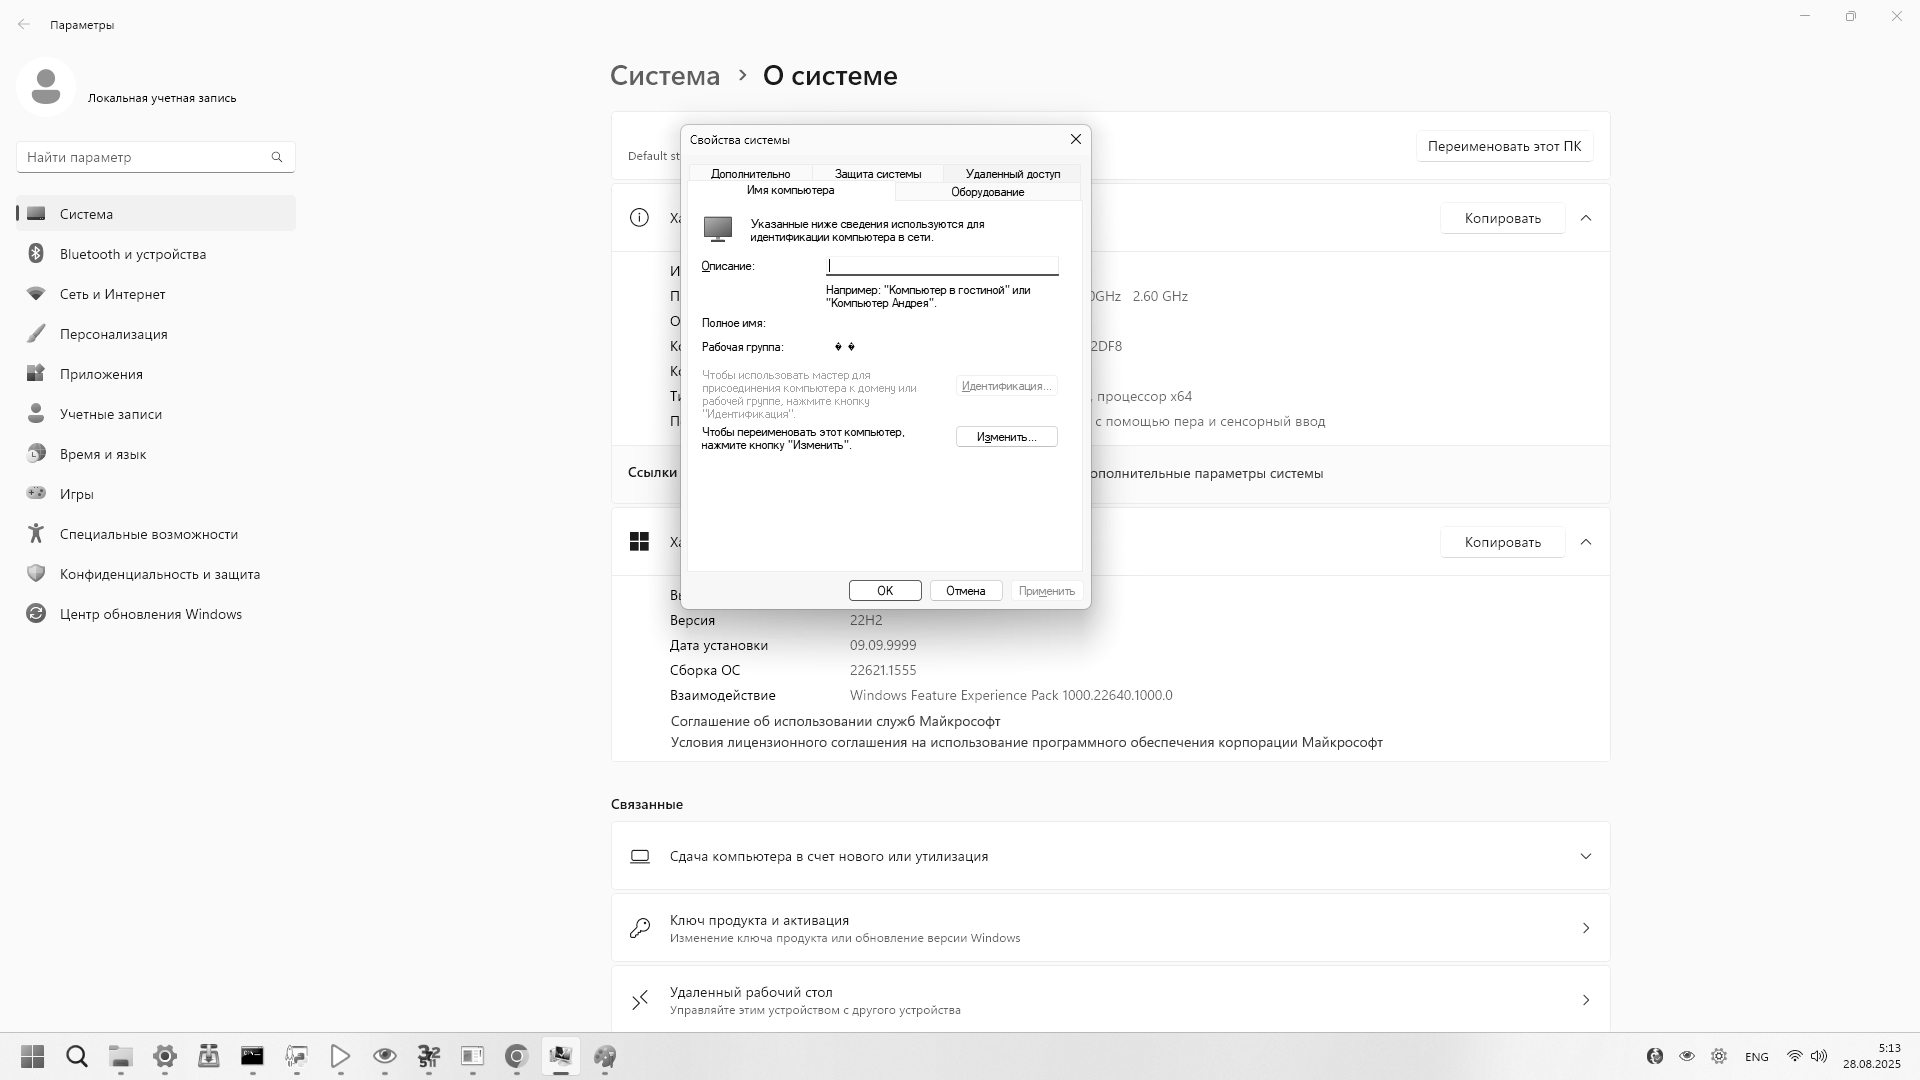 Параметры
Локальная учетная запись
Найти параметр
Система
Bluetooth и устройства
Сеть и Интернет
Персонализация
Приложения
Учетные записи
Время и язык
Игры
Специальные возможности
Конфиденциальность и защита
Центр обновления Windows
Система › О системе
Default st
Переименовать этот ПК
Ха
Копировать
И
П
0GHz 2.60 GHz
О
Ко
2DF8
Ко
Ти
, процессор x64
П
с помощью пера и сенсорный ввод
Ссылки
ополнительные параметры системы
Ха
Копировать
Вы
Версия 22H2
Дата установки 09.09.9999
Сборка ОС 22621.1555
Взаимодействие Windows Feature Experience Pack 1000.22640.1000.0
Соглашение об использовании служб Майкрософт
Условия лицензионного соглашения на использование программного обеспечения корпорации Майкрософт
Связанные
Сдача компьютера в счет нового или утилизация
Ключ продукта и активация
Изменение ключа продукта или обновление версии Windows
Удаленный рабочий стол
Управляйте этим устройством с другого устройства
Свойства системы
Дополнительно Защита системы Удаленный доступ
Имя компьютера Оборудование
Указанные ниже сведения используются для
идентификации компьютера в сети.
Описание:
Например: "Компьютер в гостиной" или
"Компьютер Андрея".
Полное имя:
Рабочая группа: � �
Чтобы использовать мастер для
присоединения компьютера к домену или
рабочей группе, нажмите кнопку
"Идентификация".
Идентификация...
Чтобы переименовать этот компьютер,
нажмите кнопку "Изменить".
Изменить...
OK Отмена Применить
ENG
5:13
28.08.2025